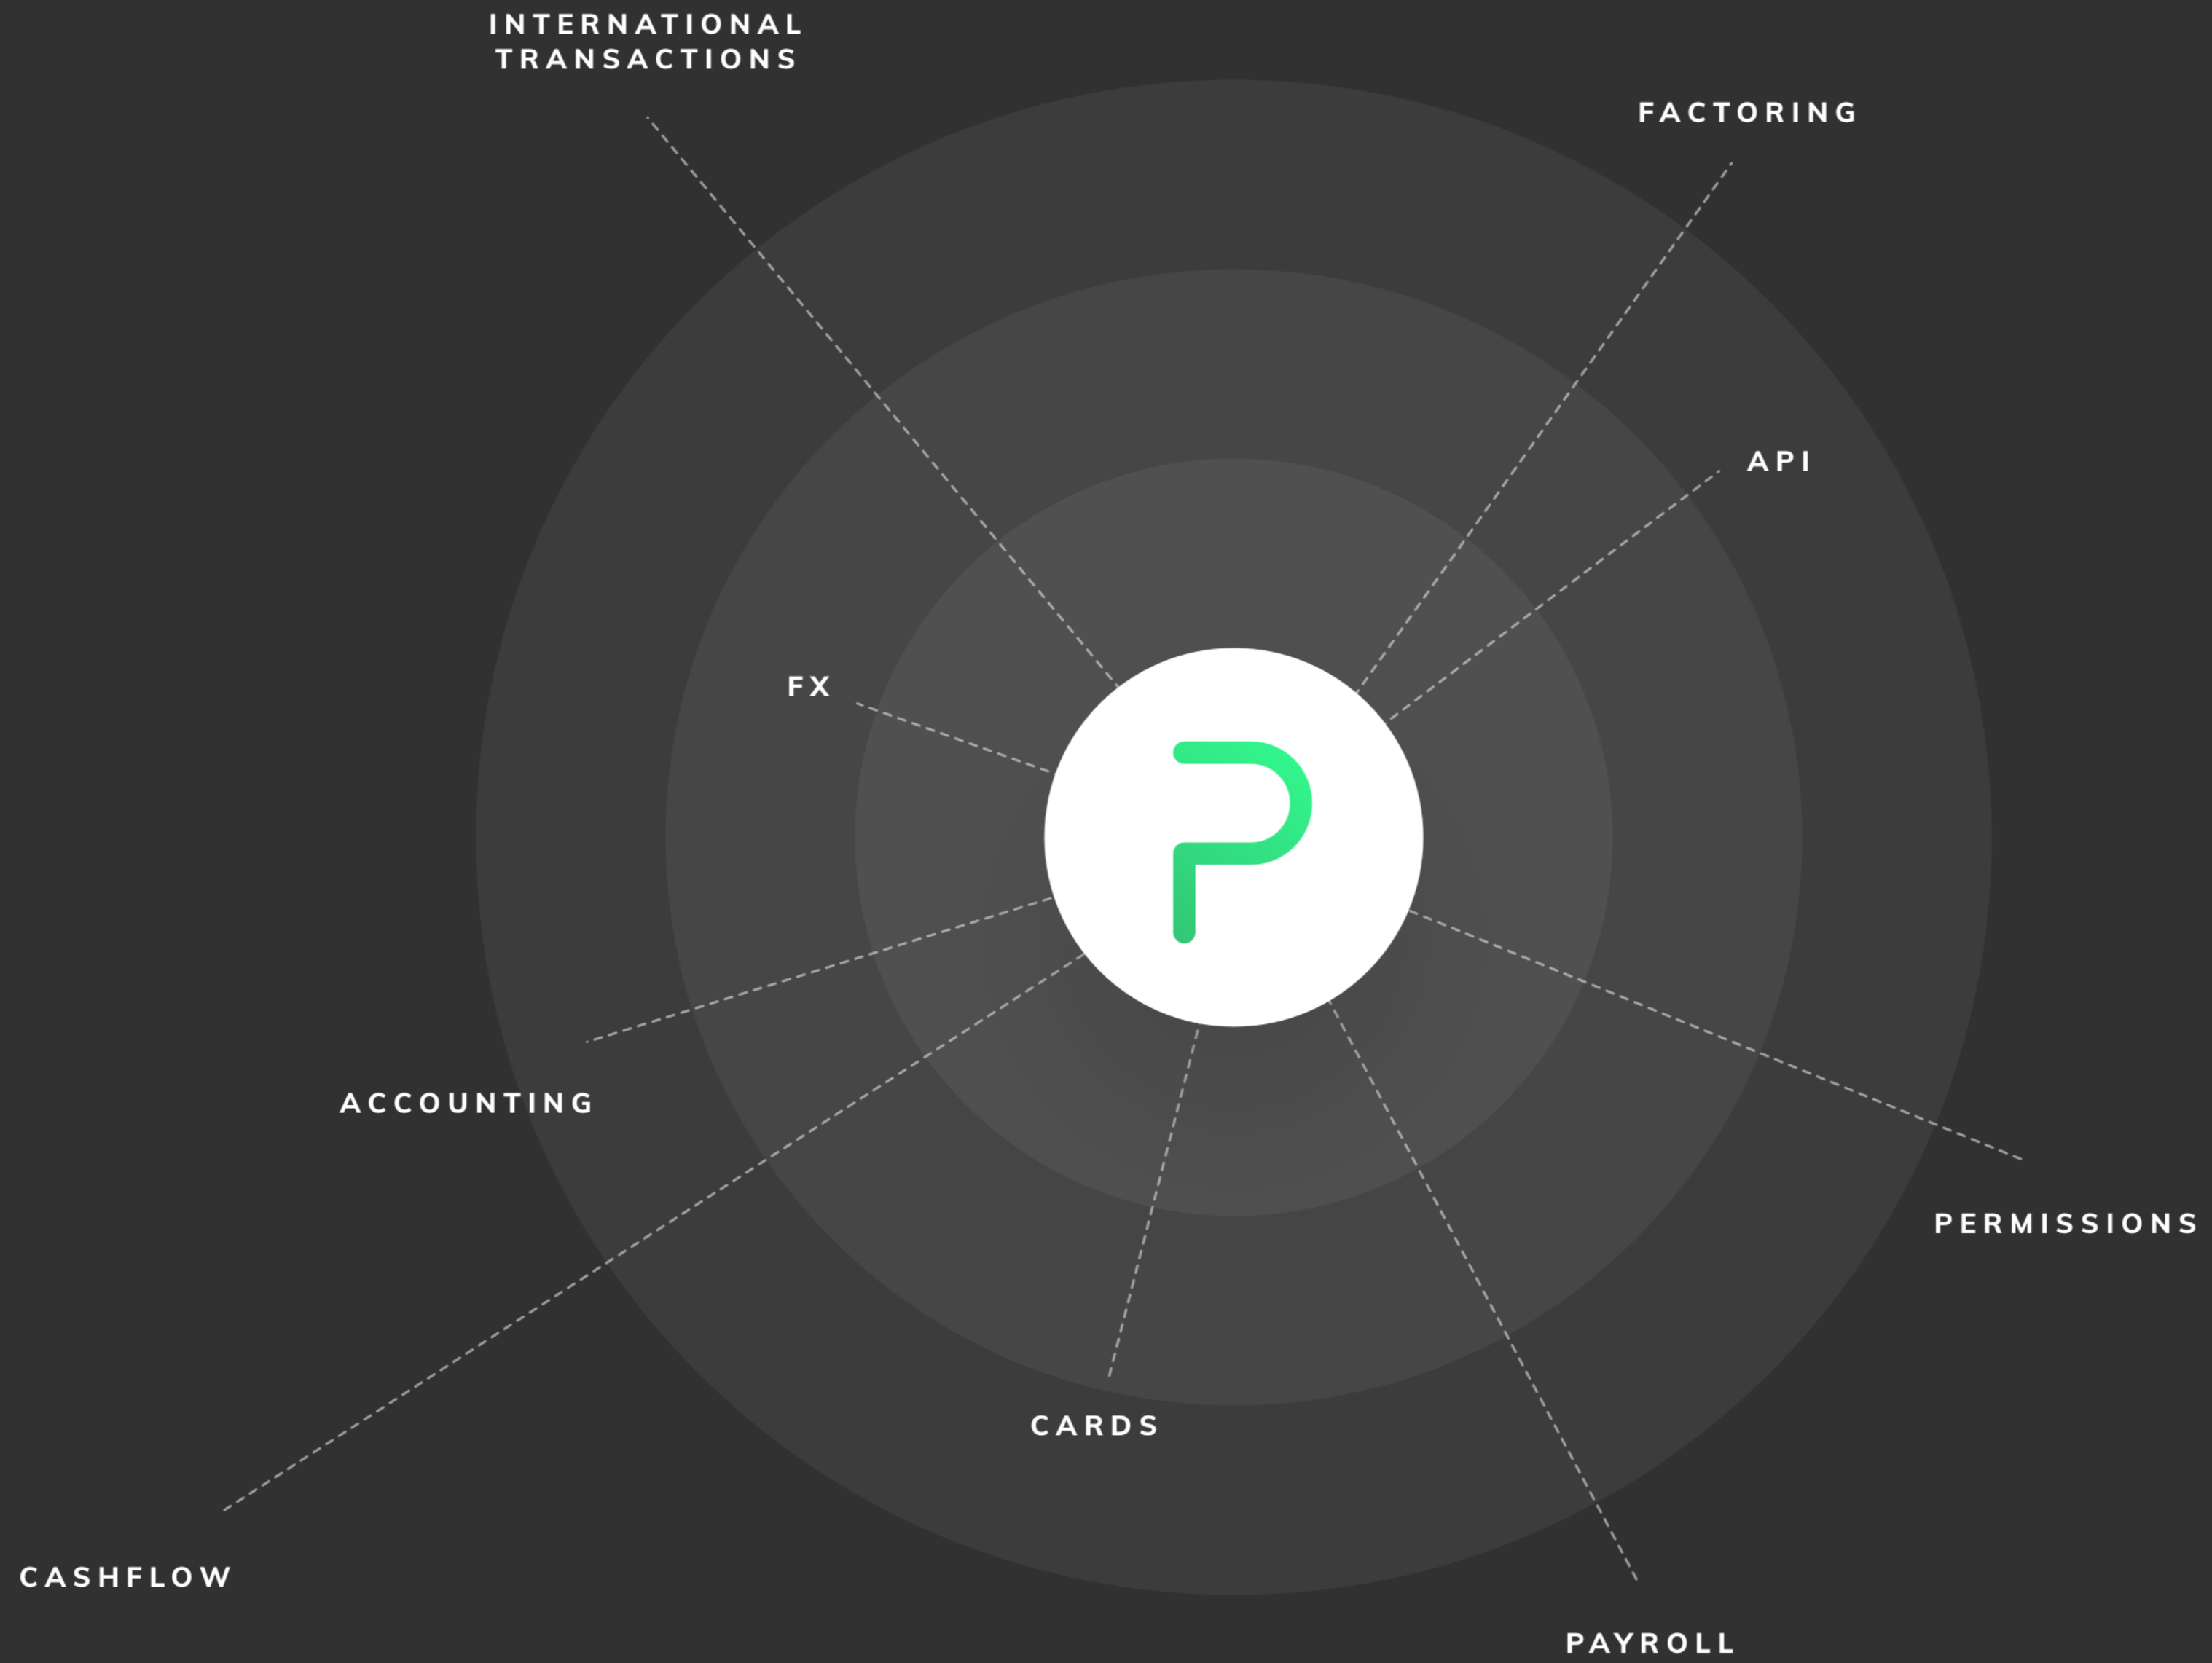 INTERNATIONAL
TRANSACTIONS
FACTORING
API
FX
P
ACCOUNTING
PERMISSIONS
CARDS
CASHFLOW
PAYROLL